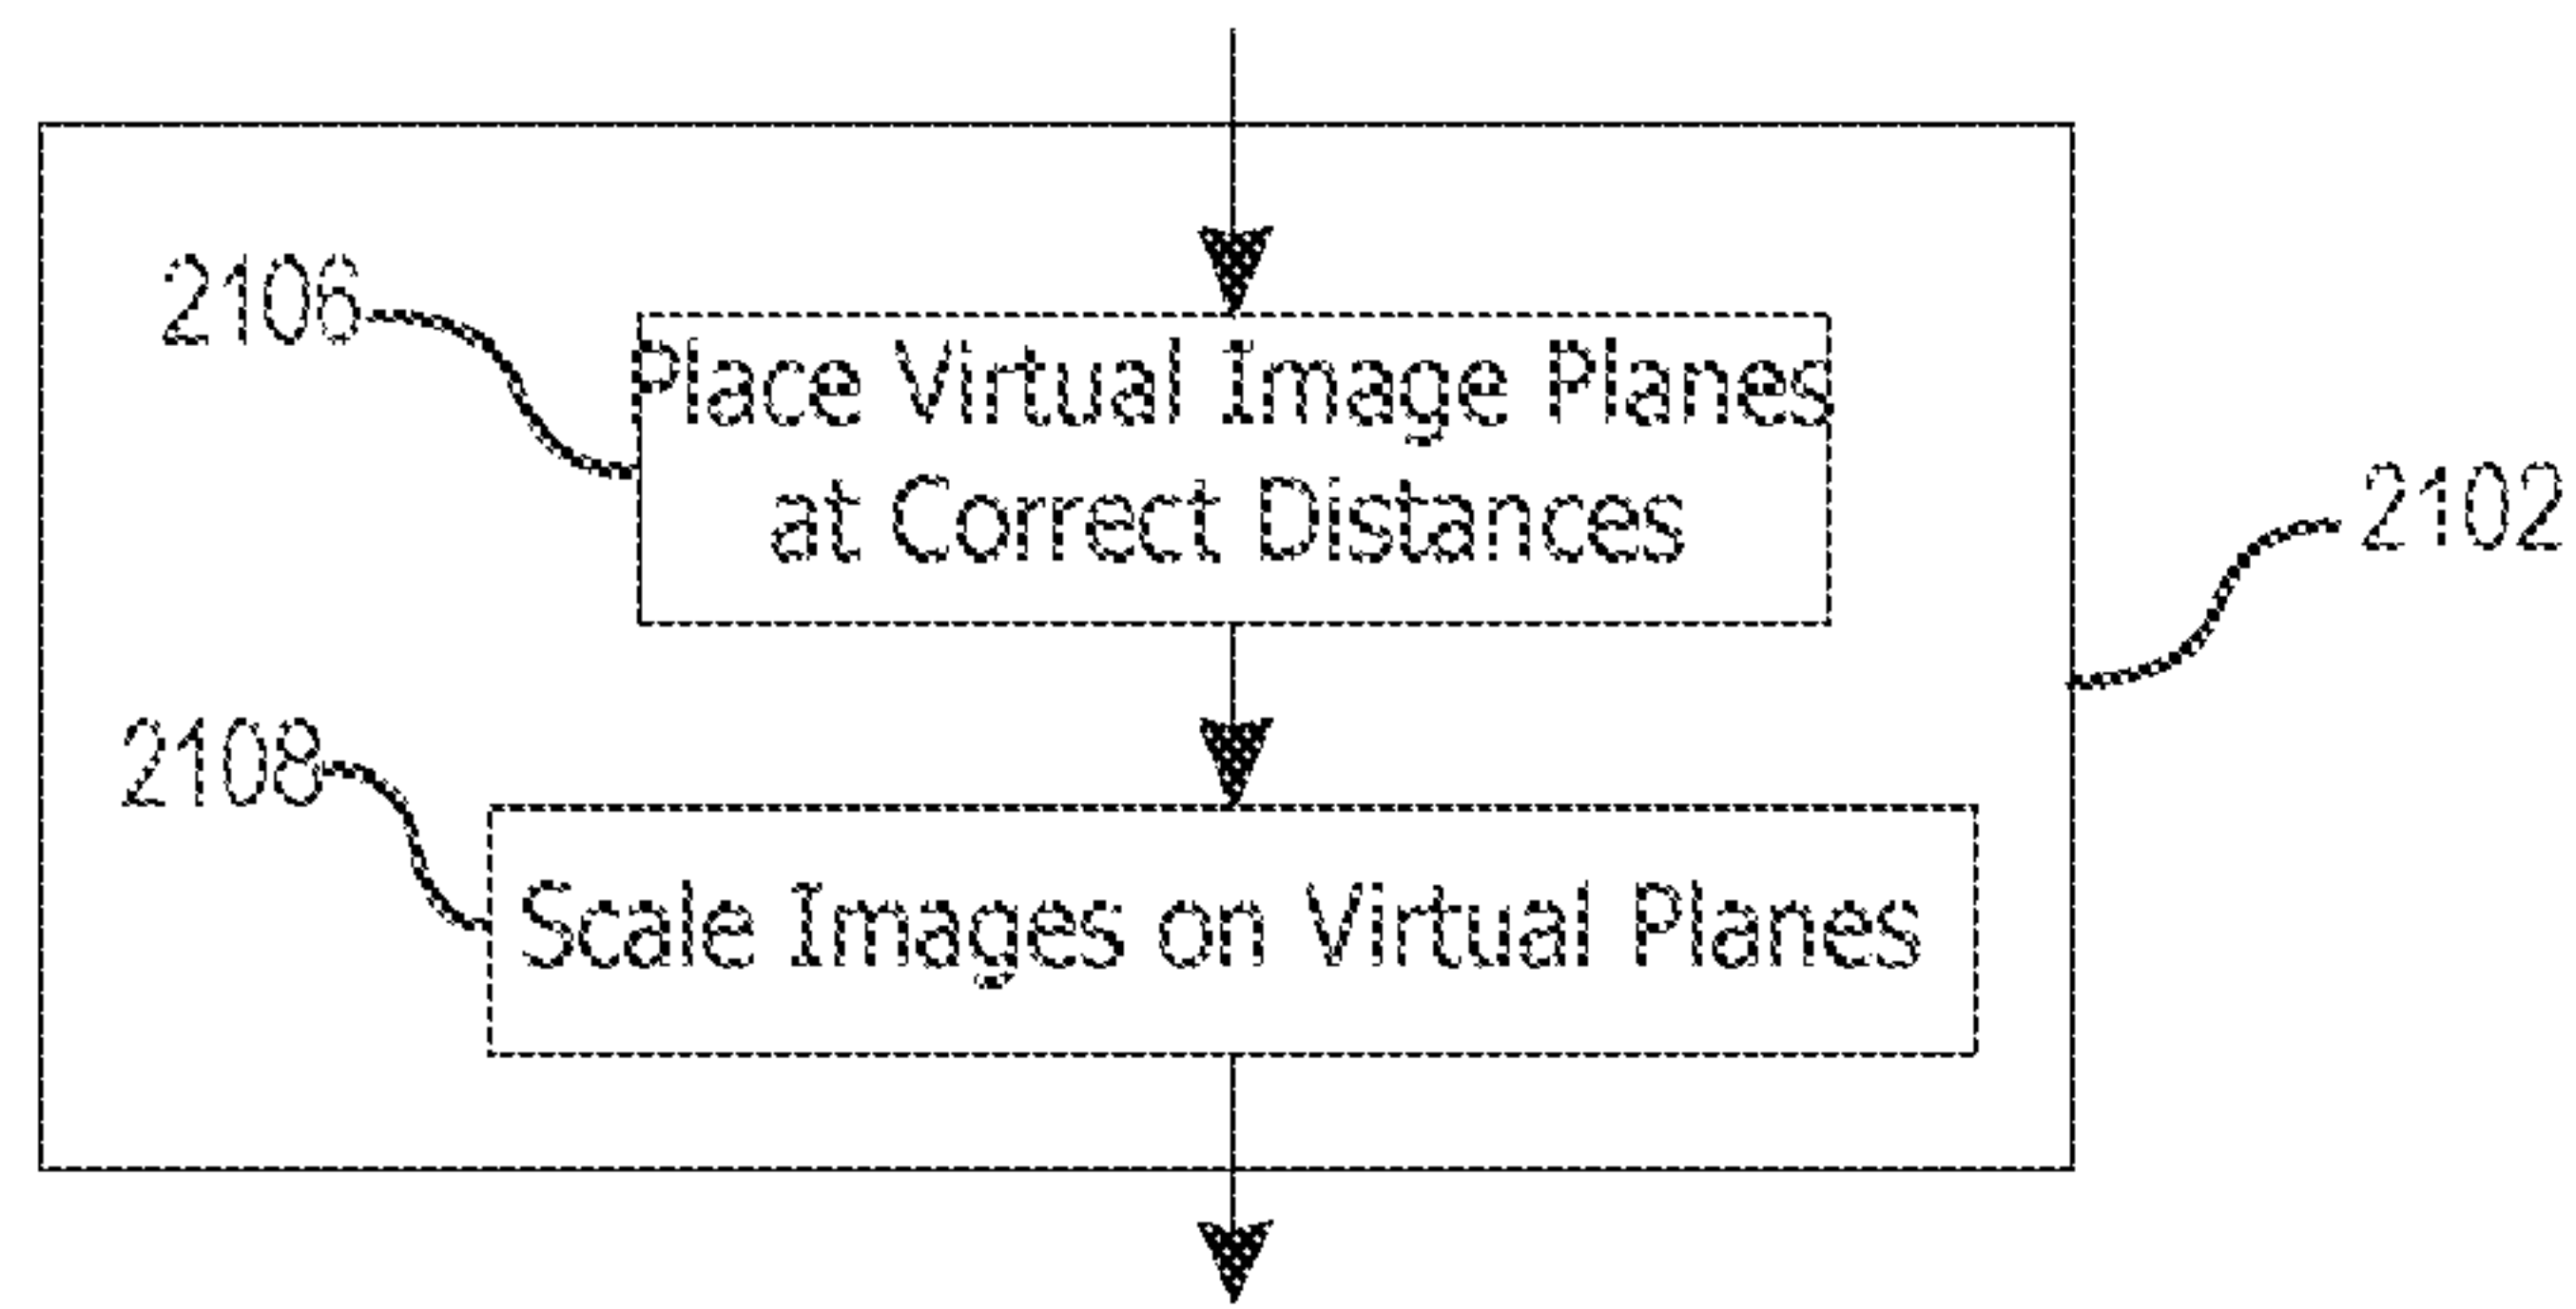 2106
Place Virtual Image Planes
at Correct Distances
2102
2108
Scale Images on Virtual Planes